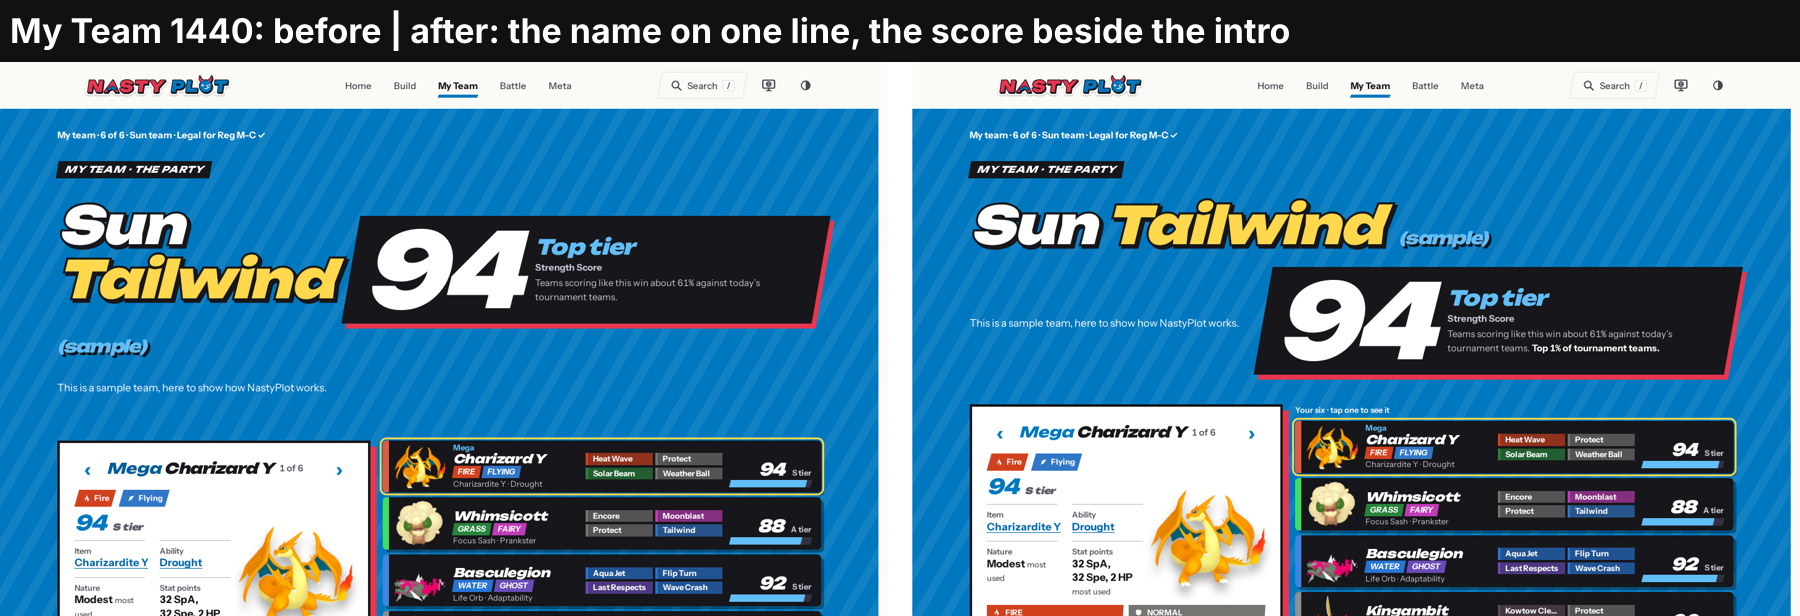 My Team 1440: before | after: the name on one line, the score beside the intro
NASTY PLOT
Home Build My Team Battle Meta
Search /
My team · 6 of 6 · Sun team · Legal for Reg M-C ✓
MY TEAM · THE PARTY
Sun
Tailwind
(sample)
94
Top tier
Strength Score
Teams scoring like this win about 61% against today's
tournament teams.
This is a sample team, here to show how NastyPlot works.
‹ Mega Charizard Y 1 of 6 ›
Fire Flying
94 S tier
Item
Charizardite Y
Ability
Drought
Nature
Modest most
used
Stat points
32 SpA,
32 Spe, 2 HP
Mega
Charizard Y
FIRE FLYING
Charizardite Y · Drought
Heat Wave Protect
Solar Beam Weather Ball
94 S tier
Whimsicott
GRASS FAIRY
Focus Sash · Prankster
Encore Moonblast
Protect Tailwind
88 A tier
Basculegion
WATER GHOST
Life Orb · Adaptability
Aqua Jet Flip Turn
Last Respects Wave Crash
92 S tier
NASTY PLOT
Home Build My Team Battle Meta
Search /
My team · 6 of 6 · Sun team · Legal for Reg M-C ✓
MY TEAM · THE PARTY
Sun Tailwind (sample)
This is a sample team, here to show how NastyPlot works.
94
Top tier
Strength Score
Teams scoring like this win about 61% against today's
tournament teams. Top 1% of tournament teams.
‹ Mega Charizard Y 1 of 6 ›
Fire Flying
94 S tier
Item
Charizardite Y
Ability
Drought
Nature
Modest most
used
Stat points
32 SpA,
32 Spe, 2 HP
most used
FIRE
NORMAL
Your six · tap one to see it
Mega
Charizard Y
FIRE FLYING
Charizardite Y · Drought
Heat Wave Protect
Solar Beam Weather Ball
94 S tier
Whimsicott
GRASS FAIRY
Focus Sash · Prankster
Encore Moonblast
Protect Tailwind
88 A tier
Basculegion
WATER GHOST
Life Orb · Adaptability
Aqua Jet Flip Turn
Last Respects Wave Crash
92 S tier
Kingambit
Kowtow Cle... Protect